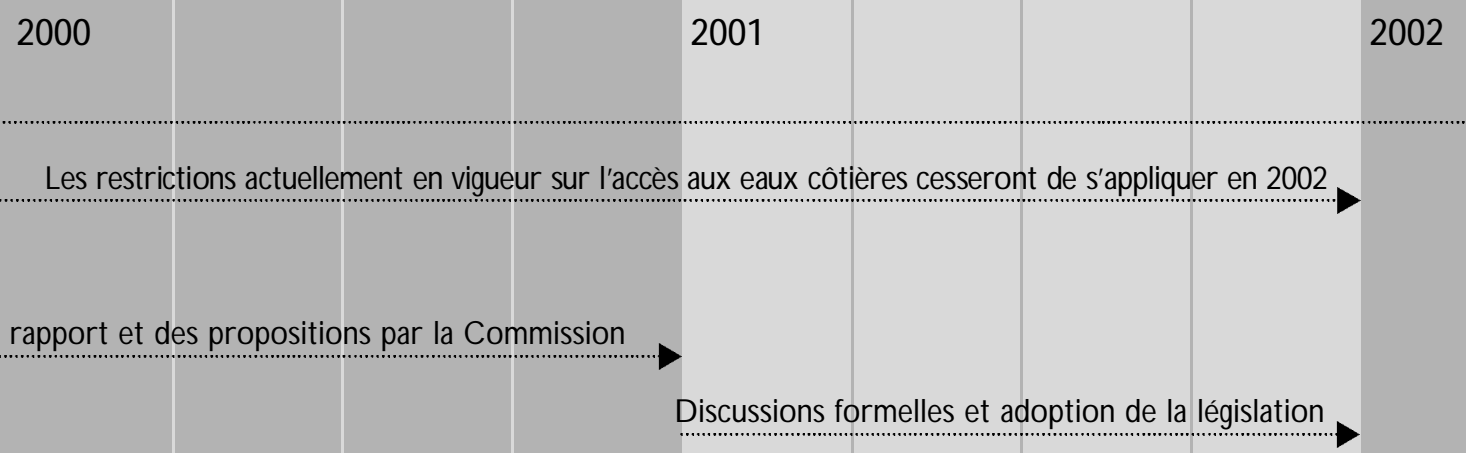 2000 2001 2002
Les restrictions actuellement en vigueur sur l'accès aux eaux côtières cesseront de s'appliquer en 2002
rapport et des propositions par la Commission
Discussions formelles et adoption de la législation